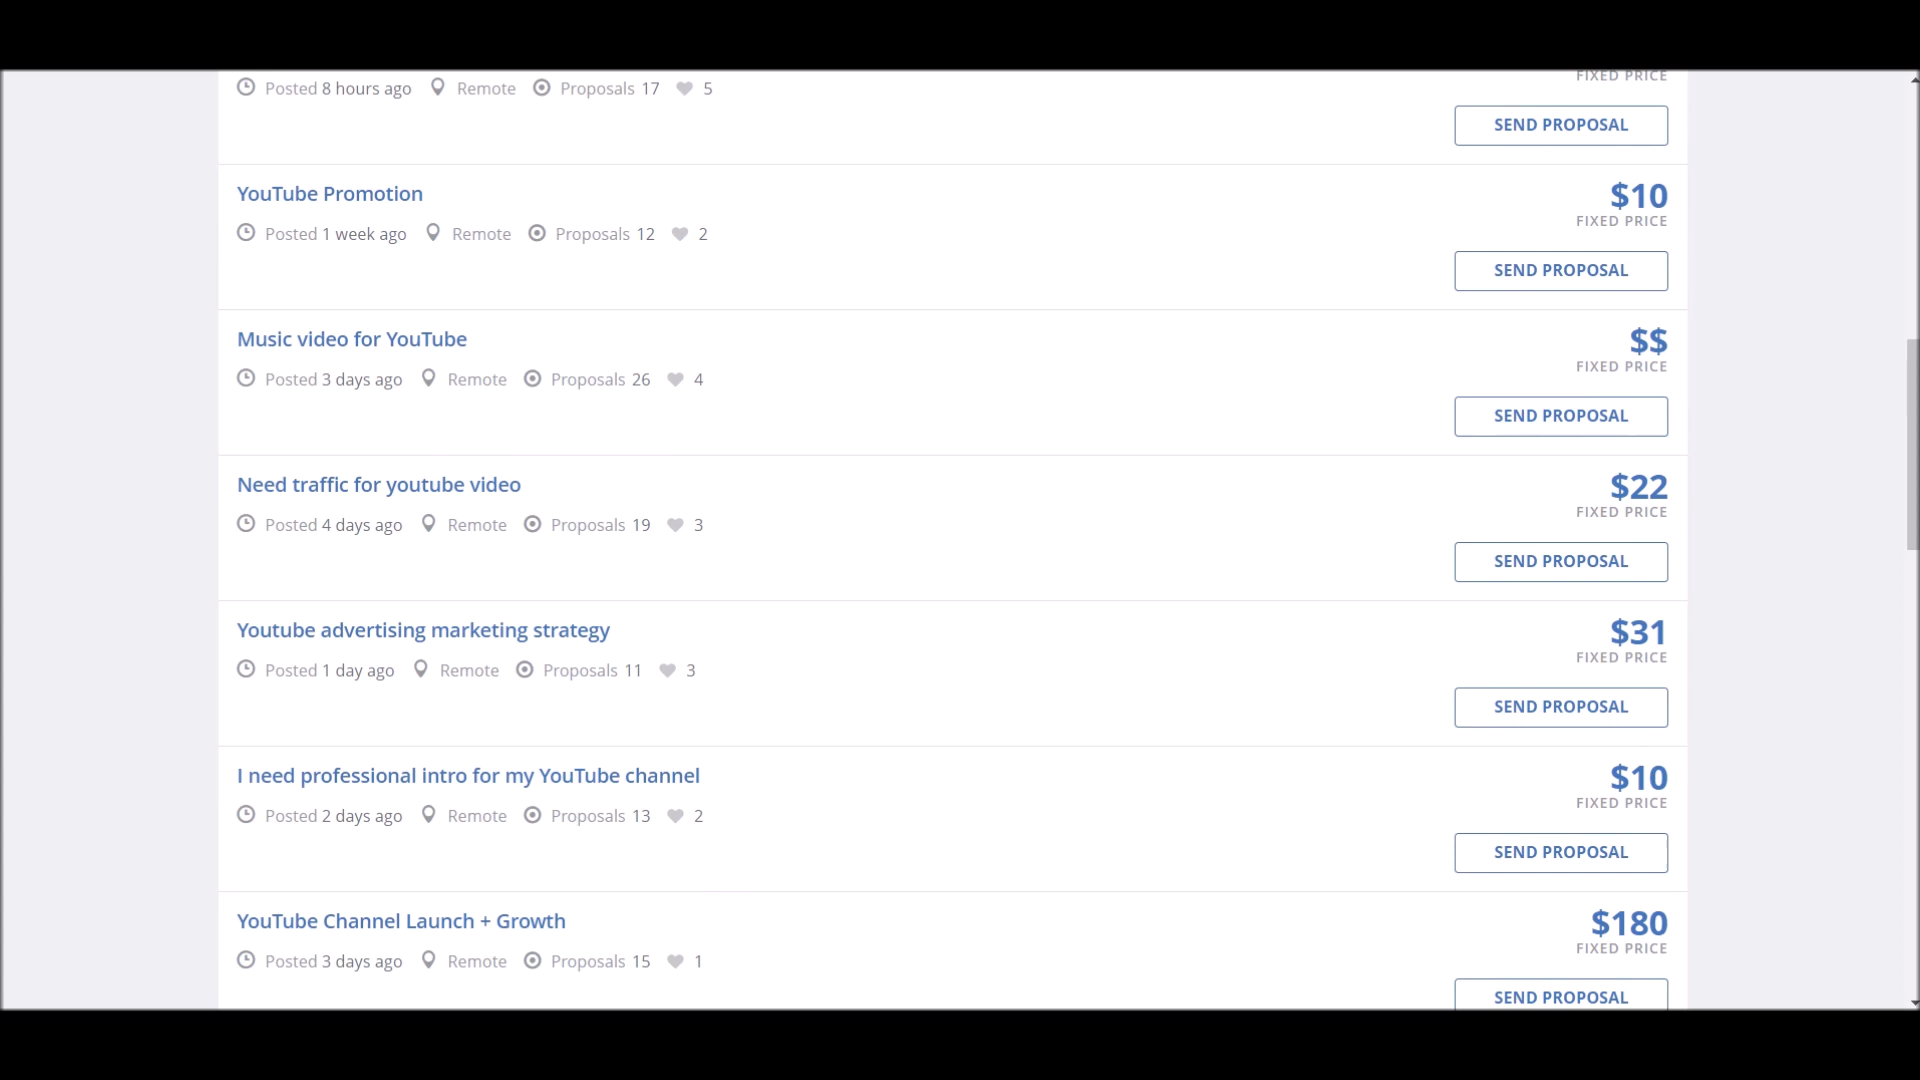 FIXED PRICE
Posted 8 hours ago Remote Proposals 17 5
SEND PROPOSAL
YouTube Promotion
$10
FIXED PRICE
Posted 1 week ago Remote Proposals 12 2
SEND PROPOSAL
Music video for YouTube
$$
FIXED PRICE
Posted 3 days ago Remote Proposals 26 4
SEND PROPOSAL
Need traffic for youtube video
$22
FIXED PRICE
Posted 4 days ago Remote Proposals 19 3
SEND PROPOSAL
Youtube advertising marketing strategy
$31
FIXED PRICE
Posted 1 day ago Remote Proposals 11 3
SEND PROPOSAL
I need professional intro for my YouTube channel
$10
FIXED PRICE
Posted 2 days ago Remote Proposals 13 2
SEND PROPOSAL
YouTube Channel Launch + Growth
$180
FIXED PRICE
Posted 3 days ago Remote Proposals 15 1
SEND PROPOSAL